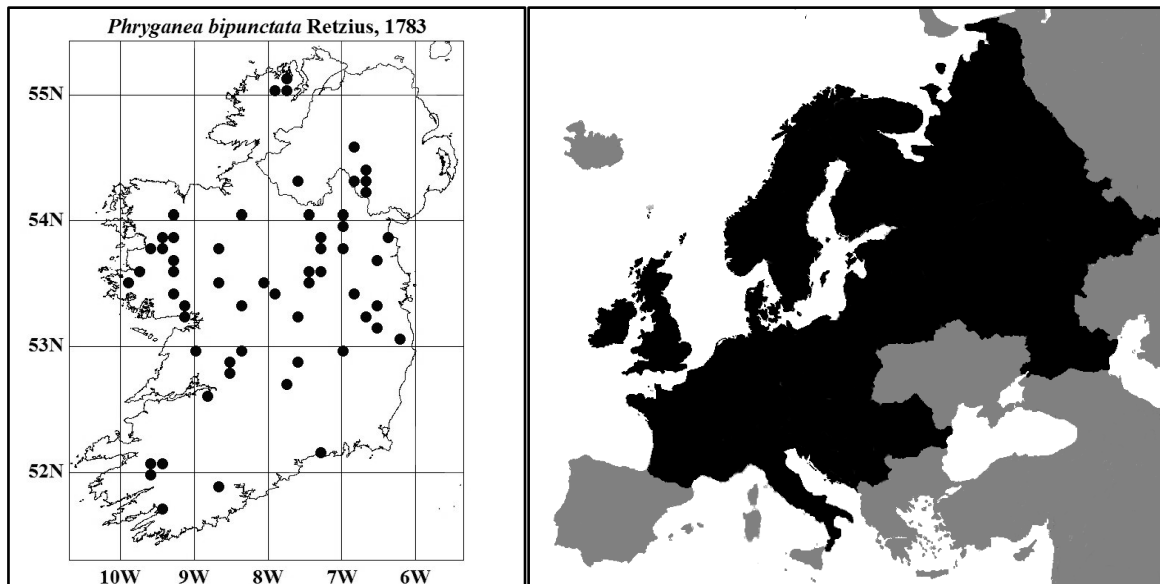 Phryganea bipunctata Retzius, 1783
55N
54N
53N
52N
10W 9W 8W 7W 6W